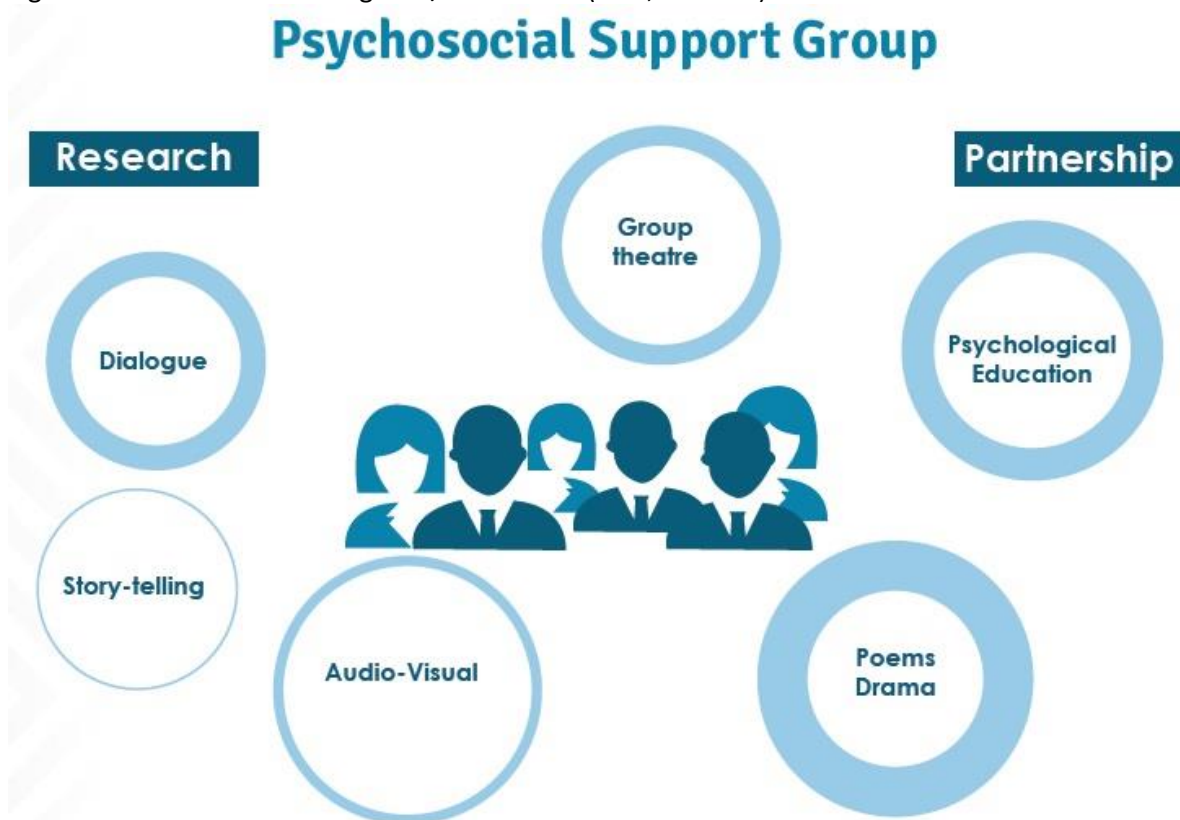 Psychosocial Support Group
Research
Partnership
Group
theatre
Dialogue
Psychological
Education
Story-telling
Audio-Visual
Poems
Drama